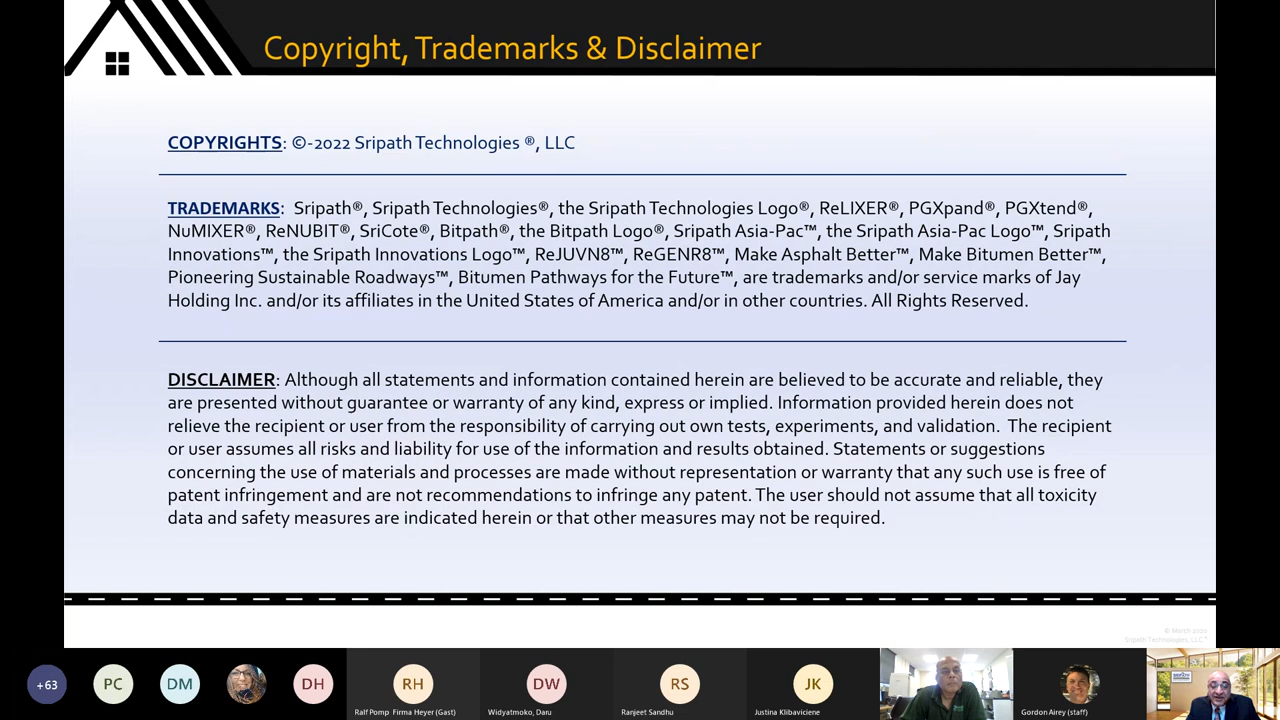 Copyright, Trademarks & Disclaimer
COPYRIGHTS: ©-2022 Sripath Technologies ®, LLC
TRADEMARKS: Sripath®, Sripath Technologies®, the Sripath Technologies Logo®, ReLIXER®, PGXpand®, PGXtend®,
NuMIXER®, ReNUBIT®, SriCote®, Bitpath®, the Bitpath Logo®, Sripath Asia-Pac™, the Sripath Asia-Pac Logo™, Sripath
Innovations™, the Sripath Innovations Logo™, ReJUVN8™, ReGENR8™, Make Asphalt Better™, Make Bitumen Better™,
Pioneering Sustainable Roadways™, Bitumen Pathways for the Future™, are trademarks and/or service marks of Jay
Holding Inc. and/or its affiliates in the United States of America and/or in other countries. All Rights Reserved.
DISCLAIMER: Although all statements and information contained herein are believed to be accurate and reliable, they
are presented without guarantee or warranty of any kind, express or implied. Information provided herein does not
relieve the recipient or user from the responsibility of carrying out own tests, experiments, and validation. The recipient
or user assumes all risks and liability for use of the information and results obtained. Statements or suggestions
concerning the use of materials and processes are made without representation or warranty that any such use is free of
patent infringement and are not recommendations to infringe any patent. The user should not assume that all toxicity
data and safety measures are indicated herein or that other measures may not be required.
© March 2020
Sripath Technologies, LLC ®
+63
PC
DM
DH
RH
DW
RS
JK
Ralf Pomp Firma Heyer (Gast)
Widyatmoko, Daru
Ranjeet Sandhu
Justina Klibaviciene
Gordon Airey (staff)